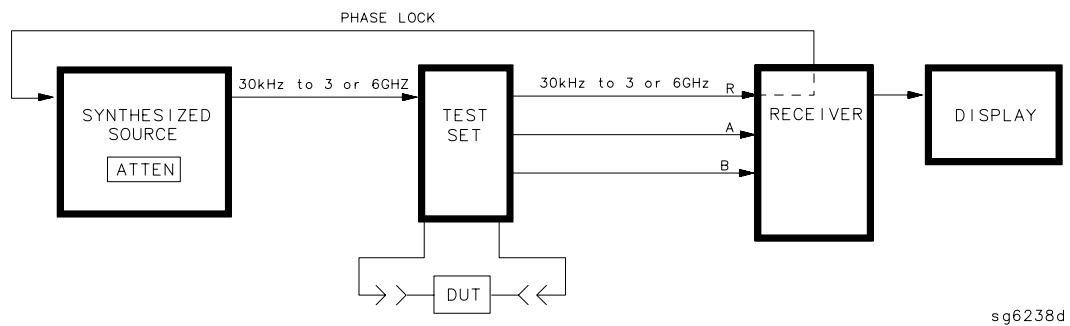 PHASE LOCK
30kHz to 3 or 6GHZ
30kHz to 3 or 6GHz
R
SYNTHESIZED
SOURCE
ATTEN
TEST
SET
A
B
RECEIVER
DISPLAY
DUT
sg6238d